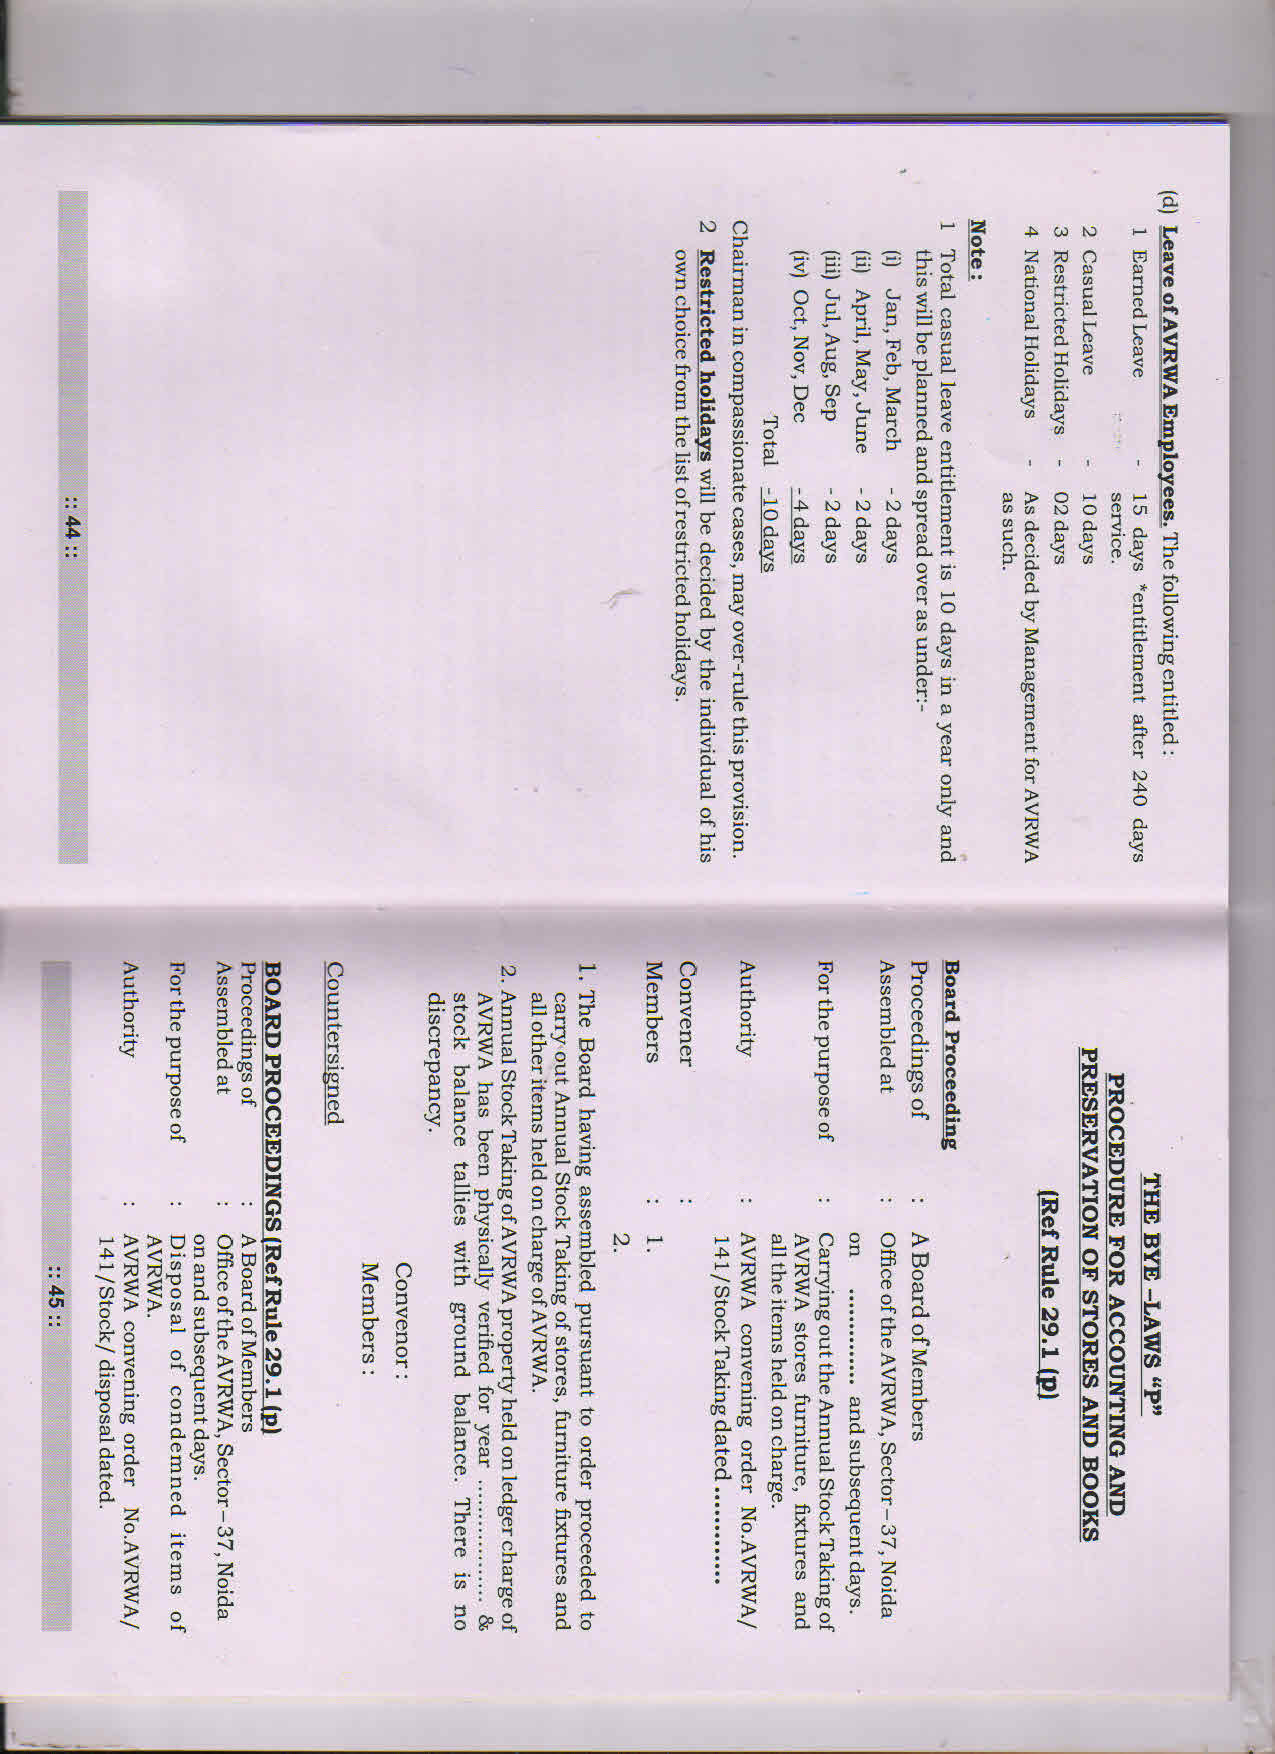 (d) Leave of AVRWA Employees. The following entitled :
1 Earned Leave - 15 days *entitlement after 240 days
service.
2 Casual Leave - 10 days
3 Restricted Holidays - 02 days
4 National Holidays - As decided by Management for AVRWA
as such.
Note :
1 Total casual leave entitlement is 10 days in a year only and
this will be planned and spread over as under:-
(i) Jan, Feb, March - 2 days
(ii) April, May, June - 2 days
(iii) Jul, Aug, Sep - 2 days
(iv) Oct, Nov, Dec - 4 days
Total -10 days
Chairman in compassionate cases, may over-rule this provision.
2 Restricted holidays will be decided by the individual of his
own choice from the list of restricted holidays.
:: 44 ::
THE BYE -LAWS “P”
PROCEDURE FOR ACCOUNTING AND
PRESERVATION OF STORES AND BOOKS
(Ref Rule 29.1 (p)
Board Proceeding
Proceedings of : A Board of Members
Assembled at : Office of the AVRWA, Sector – 37, Noida
on .............. and subsequent days.
For the purpose of : Carrying out the Annual Stock Taking of
AVRWA stores furniture, fixtures and
all the items held on charge.
Authority : AVRWA convening order No.AVRWA/
141/Stock Taking dated ..............
Convener :
Members : 1.
2.
1. The Board having assembled pursuant to order proceeded to
carry out Annual Stock Taking of stores, furniture fixtures and
all other items held on charge of AVRWA.
2. Annual Stock Taking of AVRWA property held on ledger charge of
AVRWA has been physically verified for year ................ &
stock balance tallies with ground balance. There is no
discrepancy.
Convenor :
Members :
Countersigned
BOARD PROCEEDINGS (Ref Rule 29.1 (p)
Proceedings of : A Board of Members
Assembled at : Office of the AVRWA, Sector – 37, Noida
on and subsequent days.
For the purpose of : Disposal of condemned items of
AVRWA.
Authority : AVRWA convening order No.AVRWA/
141/Stock/ disposal dated.
:: 45 ::